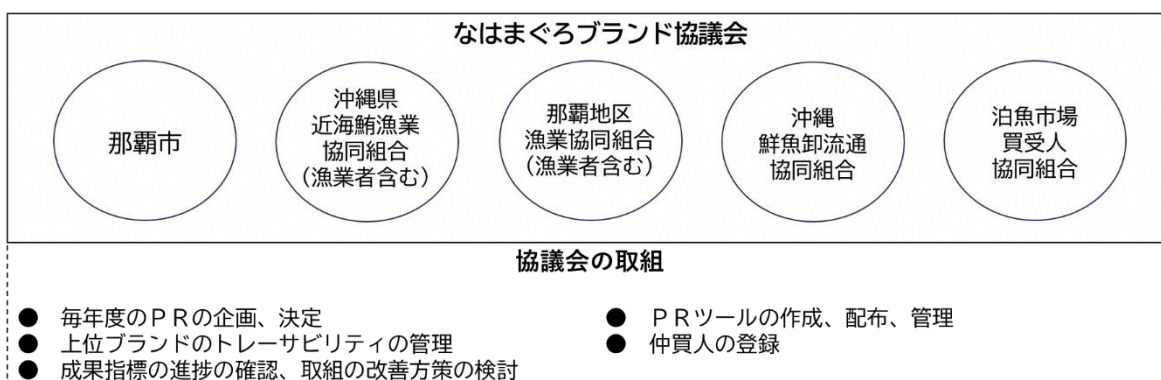 なはまぐろブランド協議会
那覇市
沖縄県
近海鮪漁業
協同組合
（漁業者含む）
那覇地区
漁業協同組合
（漁業者含む）
沖縄
鮮魚卸流通
協同組合
泊魚市場
買受人
協同組合
協議会の取組
● 毎年度のＰＲの企画、決定
● 上位ブランドのトレーサビリティの管理
● 成果指標の進捗の確認、取組の改善方策の検討
● ＰＲツールの作成、配布、管理
● 仲買人の登録